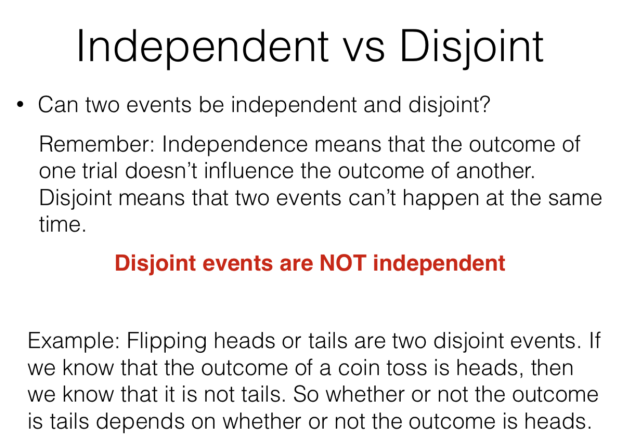 Independent vs Disjoint
• Can two events be independent and disjoint?
Remember: Independence means that the outcome of
one trial doesn't influence the outcome of another.
Disjoint means that two events can't happen at the same
time.
Disjoint events are NOT independent
Example: Flipping heads or tails are two disjoint events. If
we know that the outcome of a coin toss is heads, then
we know that it is not tails. So whether or not the outcome
is tails depends on whether or not the outcome is heads.